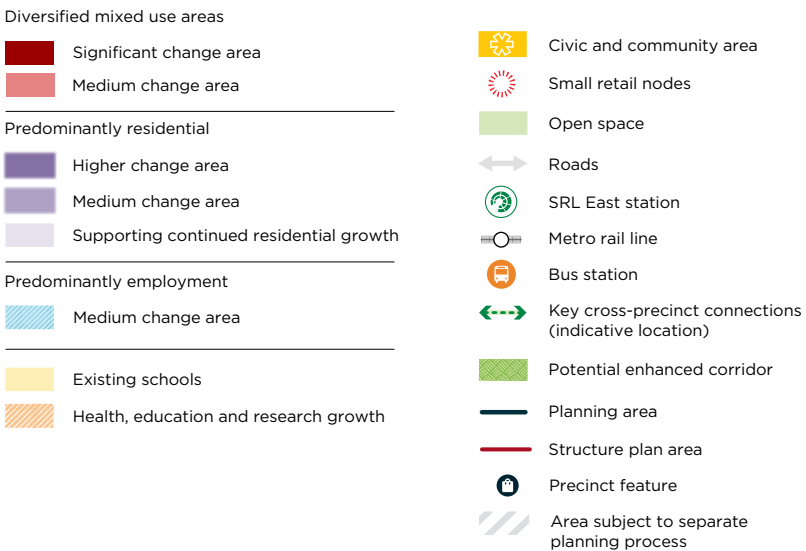 Diversified mixed use areas
Significant change area
Medium change area
Predominantly residential
Higher change area
Medium change area
Supporting continued residential growth
Predominantly employment
Medium change area
Existing schools
Health, education and research growth
Civic and community area
Small retail nodes
Open space
Roads
SRL East station
Metro rail line
Bus station
Key cross-precinct connections
(indicative location)
Potential enhanced corridor
Planning area
Structure plan area
Precinct feature
Area subject to separate
planning process